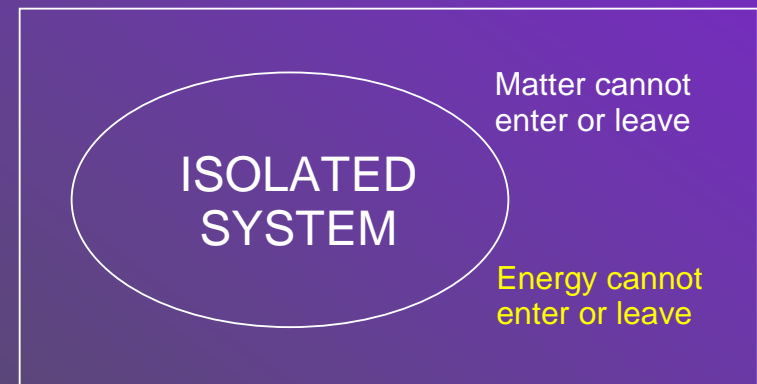 Matter cannot
enter or leave
ISOLATED
SYSTEM
Energy cannot
enter or leave